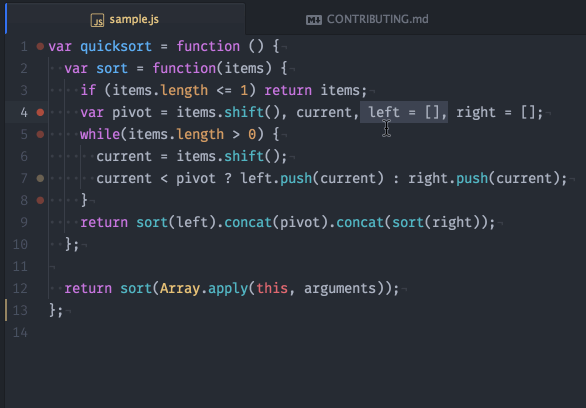 sample.js
CONTRIBUTING.md
1 var quicksort = function () {
2 var sort = function(items) {
3 if (items.length <= 1) return items;
4 var pivot = items.shift(), current, left = [], right = [];
5 while(items.length > 0) {
6 current = items.shift();
7 current < pivot ? left.push(current) : right.push(current);
8 }
9 return sort(left).concat(pivot).concat(sort(right));
10 };
11
12 return sort(Array.apply(this, arguments));
13 };
14